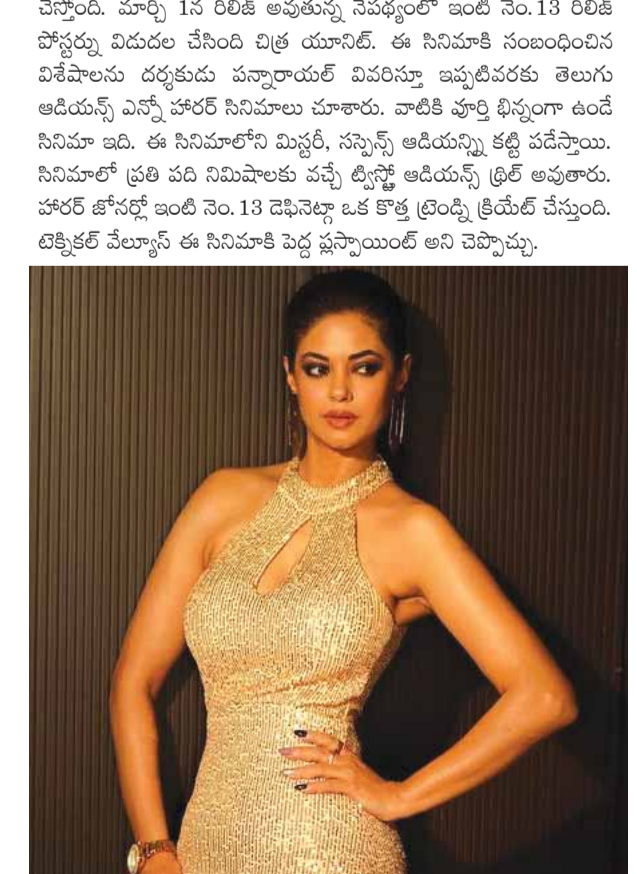 చేస్తోంది. మార్చి 1న రిలీజ్ అవుతున్న నేపథ్యంలో ఇంటి నెం.13 రిలీజ్
పోస్టర్ను విడుదల చేసింది చిత్ర యూనిట్. ఈ సినిమాకి సంబంధించిన
విశేషాలను దర్శకుడు పన్నారాయల్ వివరిస్తూ ఇప్పటివరకు తెలుగు
ఆడియన్స్ ఎన్నో హారర్ సినిమాలు చూశారు. వాటికి పూర్తి భిన్నంగా ఉండే
సినిమా ఇది. ఈ సినిమాలోని మిస్టరీ, సస్పెన్స్ ఆడియన్స్ని కట్టి పడేస్తాయి.
సినిమాలో ప్రతి పది నిమిషాలకు వచ్చే ట్విస్ట్తో ఆడియన్స్ థ్రిల్ అవుతారు.
హారర్ జోనర్లో ఇంటి నెం.13 డెఫినెట్గా ఒక కొత్త ట్రెండ్ని క్రియేట్ చేస్తుంది.
టెక్నికల్ వేల్యూస్ ఈ సినిమాకి పెద్ద ప్లస్పాయింట్ అని చెప్పొచ్చు.